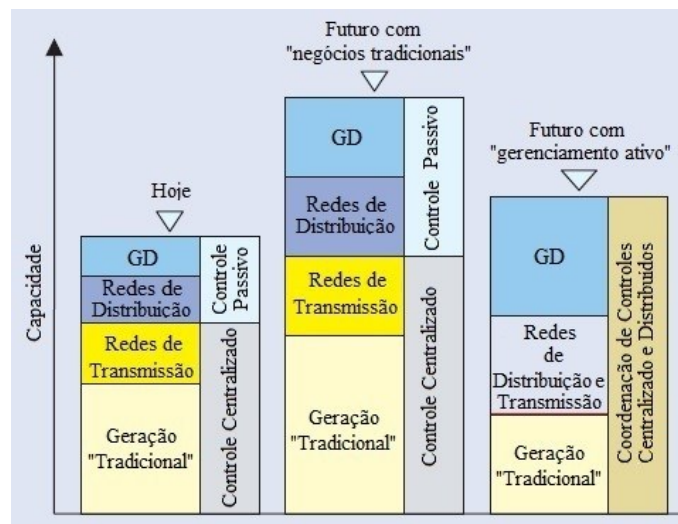 Capacidade
Hoje
GD
Redes de
Distribuição
Redes de
Transmissão
Geração
"Tradicional"
Controle
Passivo
Controle Centralizado
Futuro com
"negócios tradicionais"
GD
Redes de
Distribuição
Redes de
Transmissão
Geração
"Tradicional"
Controle Passivo
Controle Centralizado
Futuro com
"gerenciamento ativo"
GD
Redes
de
Distribuição e
Transmissão
Geração
"Tradicional"
Coordenação de Controles
Centralizado e Distribuidos